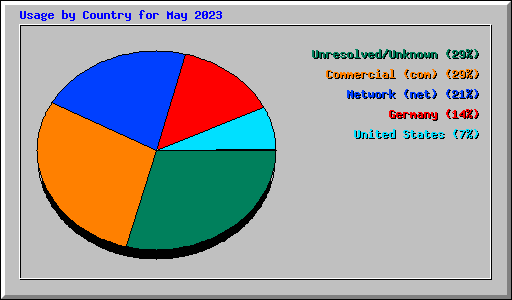 Usage by Country for May 2023
Unresolved/Unknown (29%)
Commercial (com) (29%)
Network (net) (21%)
Germany (14%)
United States (7%)